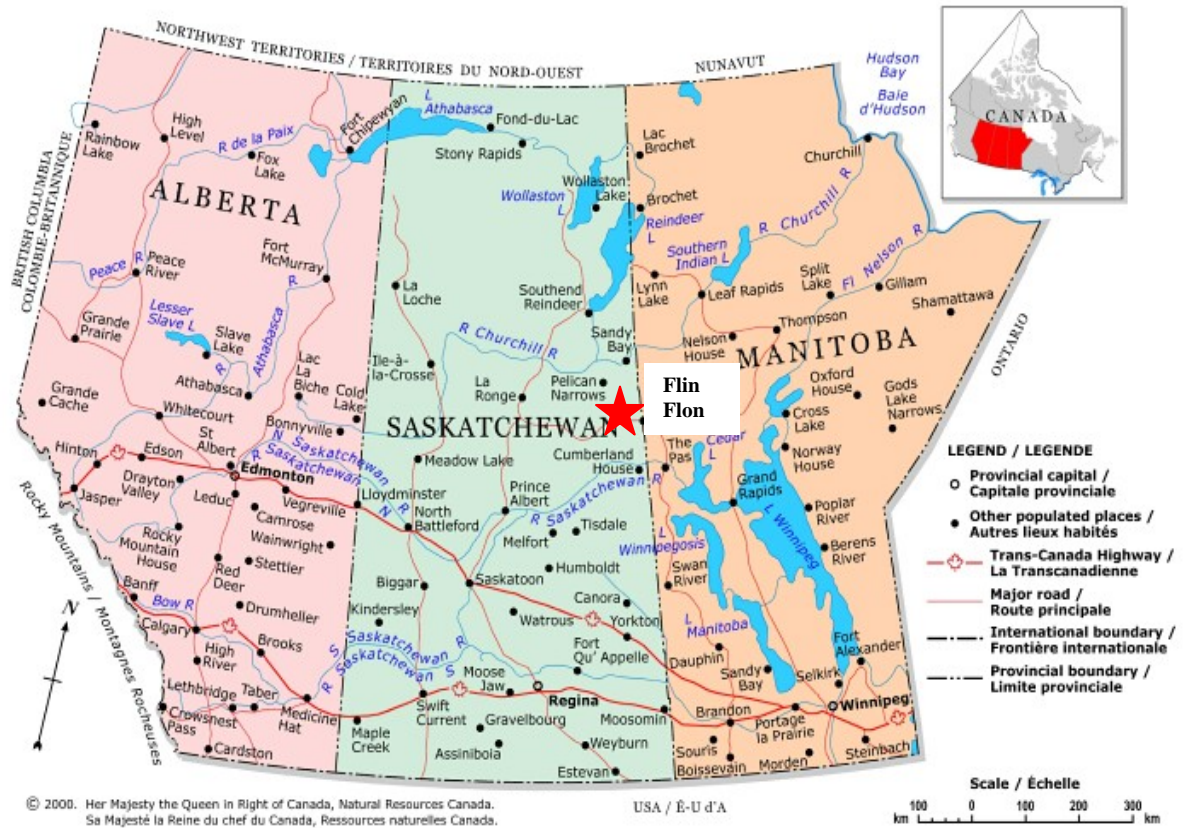 NORTHWEST TERRITORIES / TERRITOIRES DU NORD-OUEST
NUNAVUT
Hudson
Bay
Baie
d'Hudson
CANADA
BRITISH COLUMBIA
COLOMBIE-BRITANNIQUE
ALBERTA
Rainbow
Lake
High
Level
R de la Paix
Fox
Lake
Fort
Chipewyan
Peace R
Peace
River
Fort
McMurray
Lesser
Slave L
Slave
Lake
Grande
Prairie
Athabasca R
R
Athabasca
Lac
La
Biche
Cold
Lake
Bonnyville
Grande
Cache
Whitecourt
St
Albert
Edmonton
Hinton
Edson
Jasper
Drayton
Valley
Leduc
Vegreville
Camrose
Wainwright
N Saskatchewan R
R Saskatchewan N
Lloydminster
Rocky
Mountain
House
Red
Deer
Stettler
Banff
Bow R
Calgary
Drumheller
High
River
Brooks
Lethbridge
Taber
Medicine
Hat
Crowsnest
Pass
Cardston
Rocky Mountains / Montagnes Rocheuses
N
SASKATCHEWAN
L
Athabasca
Fond-du-Lac
Stony Rapids
Wollaston
L
Wollaston
Lake
La
Loche
Southend
Reindeer
R Churchill R
Sandy
Bay
Ile-à-
la-Crosse
La
Ronge
Pelican
Narrows
Flin
Flon
Meadow Lake
Cumberland
House
Prince
Albert
R Saskatchewan R
North
Battleford
Melfort
Tisdale
Biggar
Saskatoon
Humboldt
Kindersley
Watrous
Canora
Yorkton
S Saskatchewan R
R Saskatchewan S
Fort
Qu' Appelle
Moose
Jaw
Regina
Swift
Current
Gravelbourg
Moosomin
Maple
Creek
Assiniboia
Weyburn
Estevan
MANITOBA
Lac
Brochet
Brochet
Reindeer
L
Churchill
R Churchill R
Southern
Indian L
Lynn
Lake
Leaf Rapids
Split
Lake
Fl Nelson R
Gillam
Shamattawa
Thompson
Nelson
House
Oxford
House
Gods
Lake
Narrows
Cross
Lake
The
Pas
Cedar
L
Norway
House
Grand
Rapids
L Winnipeg
Poplar
River
Berens
River
L
Winnipegosis
Swan
River
L
Manitoba
Dauphin
Sandy
Bay
Fort
Alexander
Selkirk
Winnipeg
Brandon
Portage
la Prairie
Souris
Boissevain
Morden
Steinbach
ONTARIO
USA / É-U d'A
LEGEND / LEGENDE
Provincial capital /
Capitale provinciale
Other populated places /
Autres lieux habités
Trans-Canada Highway /
La Transcanadienne
Major road /
Route principale
International boundary /
Frontière internationale
Provincial boundary /
Limite provinciale
Scale / Échelle
100 0 100 200 300
km km
© 2000. Her Majesty the Queen in Right of Canada, Natural Resources Canada.
Sa Majesté la Reine du chef du Canada, Ressources naturelles Canada.